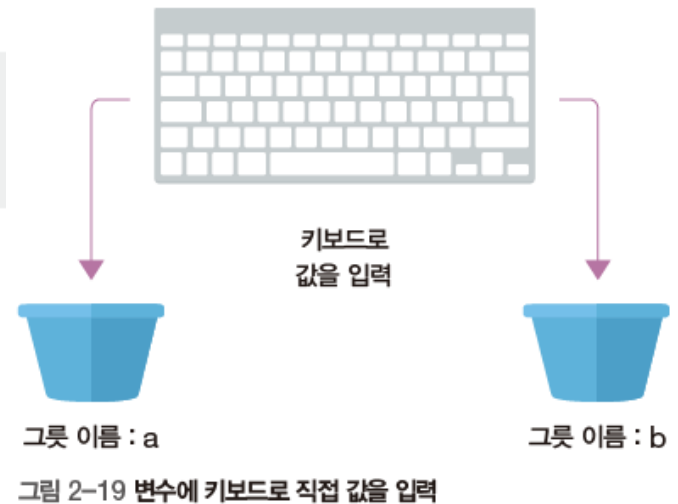 키보드로
값을 입력
그릇 이름 : a
그릇 이름 : b
그림 2-19 변수에 키보드로 직접 값을 입력